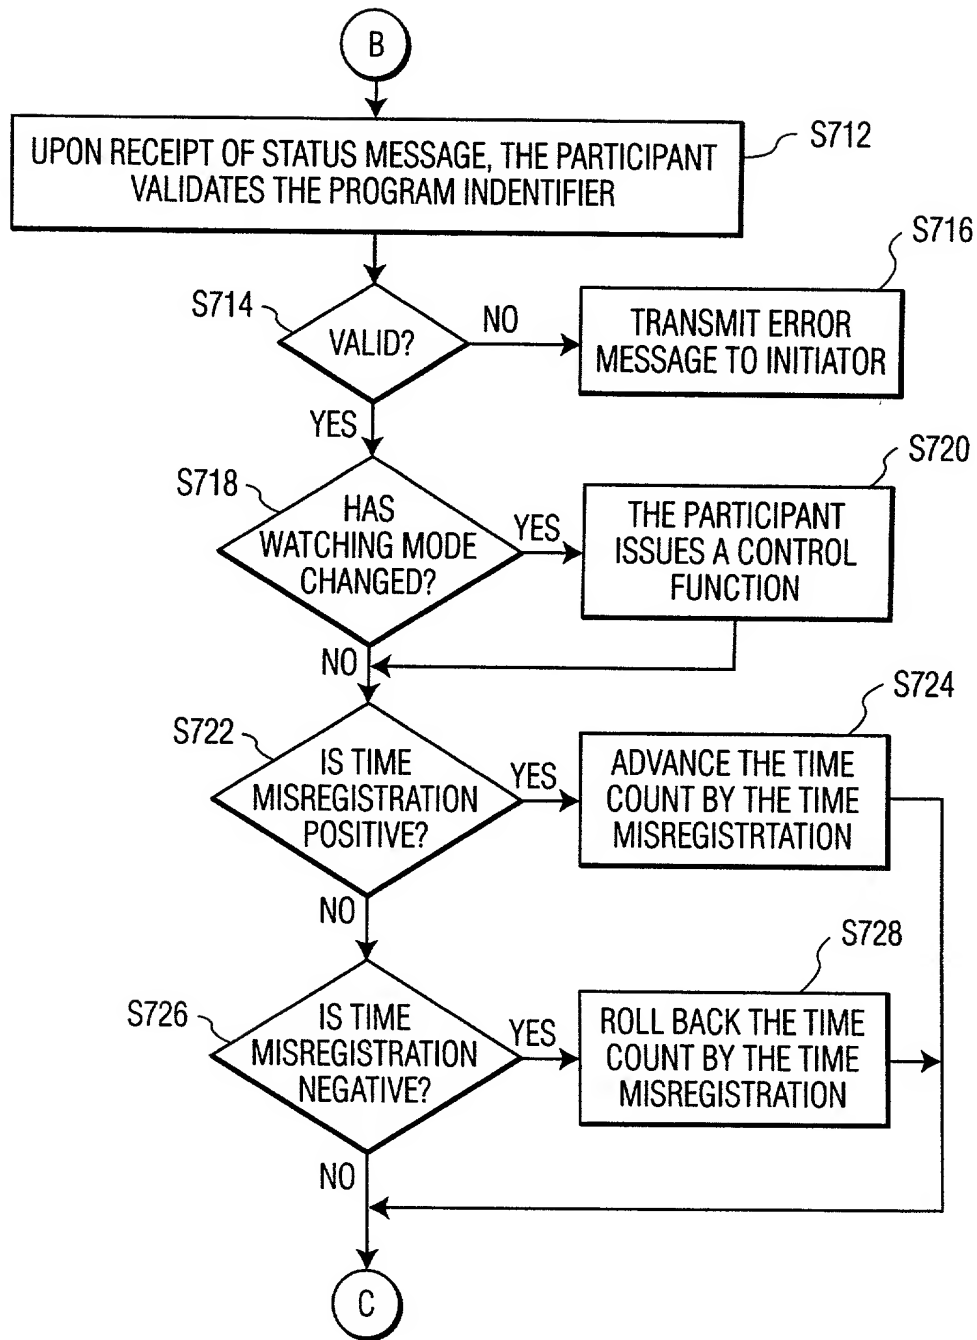 B
UPON RECEIPT OF STATUS MESSAGE, THE PARTICIPANT
VALIDATES THE PROGRAM INDENTIFIER
S712
S714
VALID?
NO
S716
TRANSMIT ERROR
MESSAGE TO INITIATOR
YES
S718
HAS
WATCHING MODE
CHANGED?
YES
S720
THE PARTICIPANT
ISSUES A CONTROL
FUNCTION
NO
S722
IS TIME
MISREGISTRATION
POSITIVE?
YES
S724
ADVANCE THE TIME
COUNT BY THE TIME
MISREGISTRTATION
NO
S726
IS TIME
MISREGISTRATION
NEGATIVE?
YES
S728
ROLL BACK THE TIME
COUNT BY THE TIME
MISREGISTRATION
NO
C